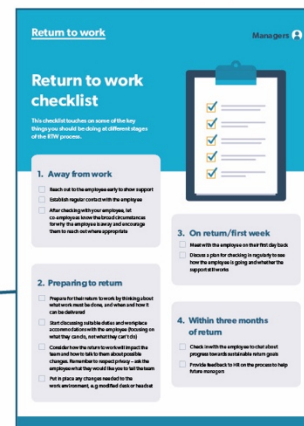 Return to work
Managers
Return to work
checklist
This checklist touches on some of the key
things you should be doing at different stages
of the RTW process.
1. Away from work
Reach out to the employee early to show support
Establish regular contact with the employee
After checking with your employee, let
co-employees know the broad circumstances
for why the employee is away and encourage
them to reach out where appropriate
2. Preparing to return
Prepare for their return to work by thinking about
what work must be done, and when and how it
can be delivered
Start discussing suitable duties and workplace
accommodations with the employee (focusing on
what they can do, not what they can't do)
Consider how the return to work will impact the
team and how to talk to them about possible
changes. Remember to respect privacy – ask the
employee what they would like you to tell the team
Put in place any changes needed to the
work environment, e.g modified desk or headset
3. On return/first week
Meet with the employee on their first day back
Discuss a plan for checking in regularly to see
how the employee is going and whether the
support still works
4. Within three months
of return
Check in with the employee to chat about
progress towards sustainable return goals
Provide feedback to HR on the process to help
future managers